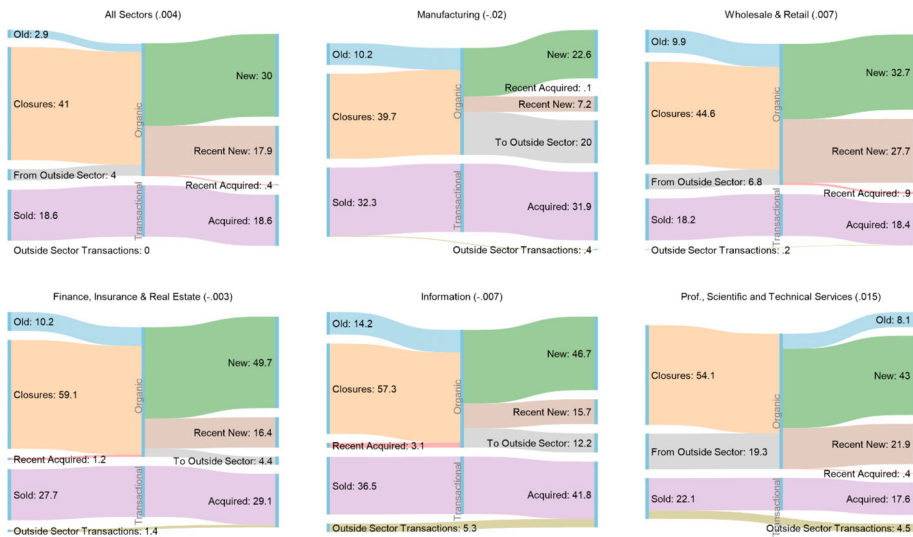 All Sectors (.004)
Old: 2.9
New: 30
Closures: 41
Organic
Recent New: 17.9
From Outside Sector: 4
Recent Acquired: .4
Sold: 18.6
Transactional
Acquired: 18.6
Outside Sector Transactions: 0
Manufacturing (-.02)
Old: 10.2
New: 22.6
Recent Acquired: .1
Recent New: 7.2
Closures: 39.7
Organic
To Outside Sector: 20
Sold: 32.3
Transactional
Acquired: 31.9
Outside Sector Transactions: .4
Wholesale & Retail (.007)
Old: 9.9
New: 32.7
Closures: 44.6
Organic
Recent New: 27.7
From Outside Sector: 6.8
Recent Acquired: .9
Sold: 18.2
Transactional
Acquired: 18.4
Outside Sector Transactions: .2
Finance, Insurance & Real Estate (-.003)
Old: 10.2
New: 49.7
Closures: 59.1
Organic
Recent New: 16.4
Recent Acquired: 1.2
To Outside Sector: 4.4
Sold: 27.7
Transactional
Acquired: 29.1
Outside Sector Transactions: 1.4
Information (-.007)
Old: 14.2
New: 46.7
Closures: 57.3
Organic
Recent New: 15.7
Recent Acquired: 3.1
To Outside Sector: 12.2
Sold: 36.5
Transactional
Acquired: 41.8
Outside Sector Transactions: 5.3
Prof., Scientific and Technical Services (.015)
Old: 8.1
Closures: 54.1
New: 43
Organic
From Outside Sector: 19.3
Recent New: 21.9
Recent Acquired: .4
Sold: 22.1
Transactional
Acquired: 17.6
Outside Sector Transactions: 4.5